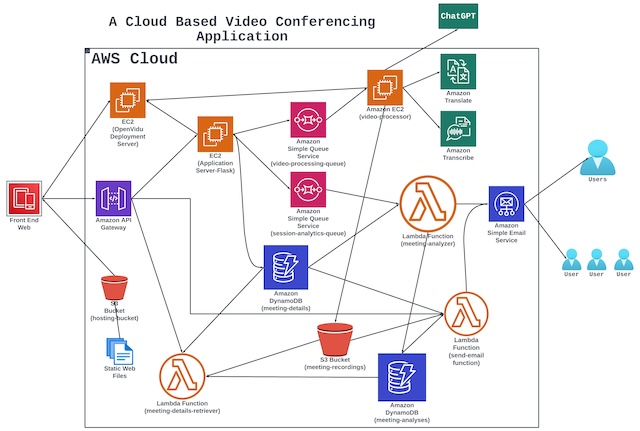 A Cloud Based Video Conferencing
Application
ChatGPT
AWS Cloud
EC2
(OpenVidu
Deployment
Server)
EC2
(Application
Server-Flask)
Amazon
Simple Queue
Service
(video-processing-queue)
Amazon EC2
(video-processor)
Amazon
Translate
Amazon
Transcribe
Users
Front End
Web
Amazon API
Gateway
Amazon
Simple Queue
Service
(session-analytics-queue)
Lambda Function
(meeting-analyzer)
Amazon
Simple Email
Service
User
User
User
S3
Bucket
(hosting-bucket)
Amazon
DynamoDB
(meeting-details)
Lambda
Function
(send-email
function)
Static Web
Files
S3 Bucket
(meeting-recordings)
Lambda Function
(meeting-details-retriever)
Amazon
DynamoDB
(meeting-analyses)